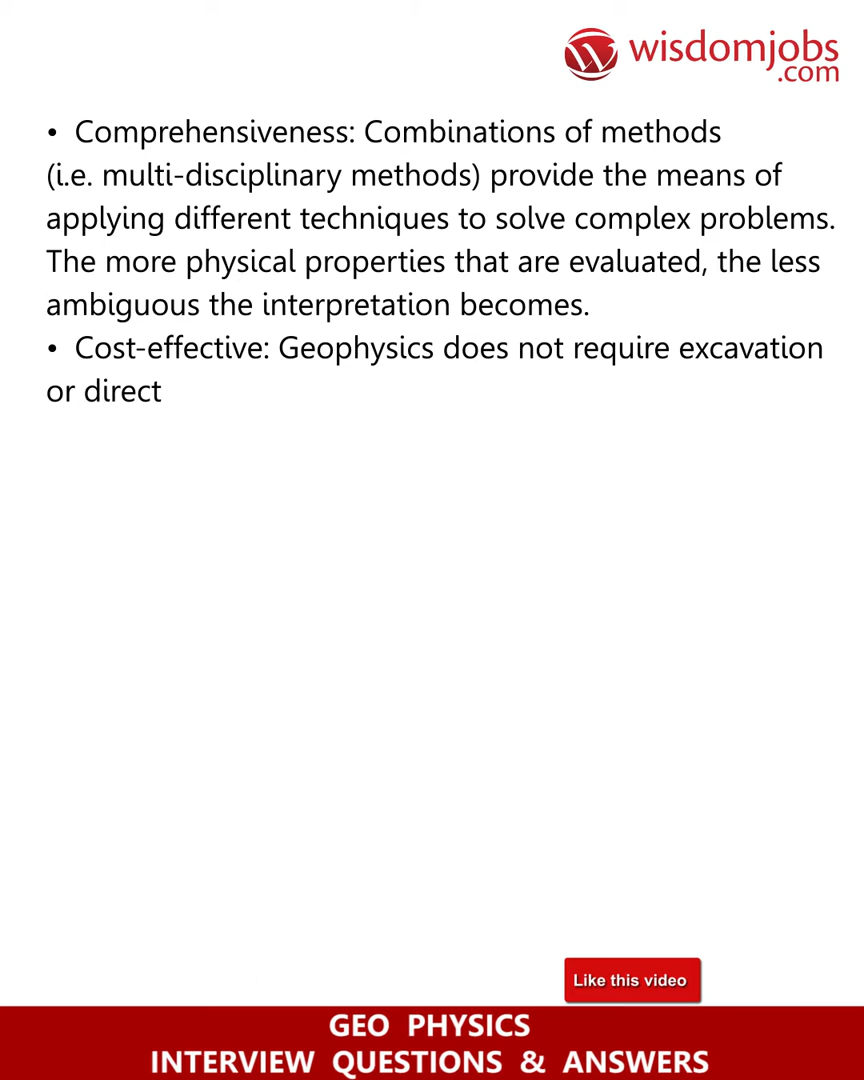 wisdomjobs
.com
• Comprehensiveness: Combinations of methods
(i.e. multi-disciplinary methods) provide the means of
applying different techniques to solve complex problems.
The more physical properties that are evaluated, the less
ambiguous the interpretation becomes.
• Cost-effective: Geophysics does not require excavation
or direct
Like this video
GEO PHYSICS
INTERVIEW QUESTIONS & ANSWERS